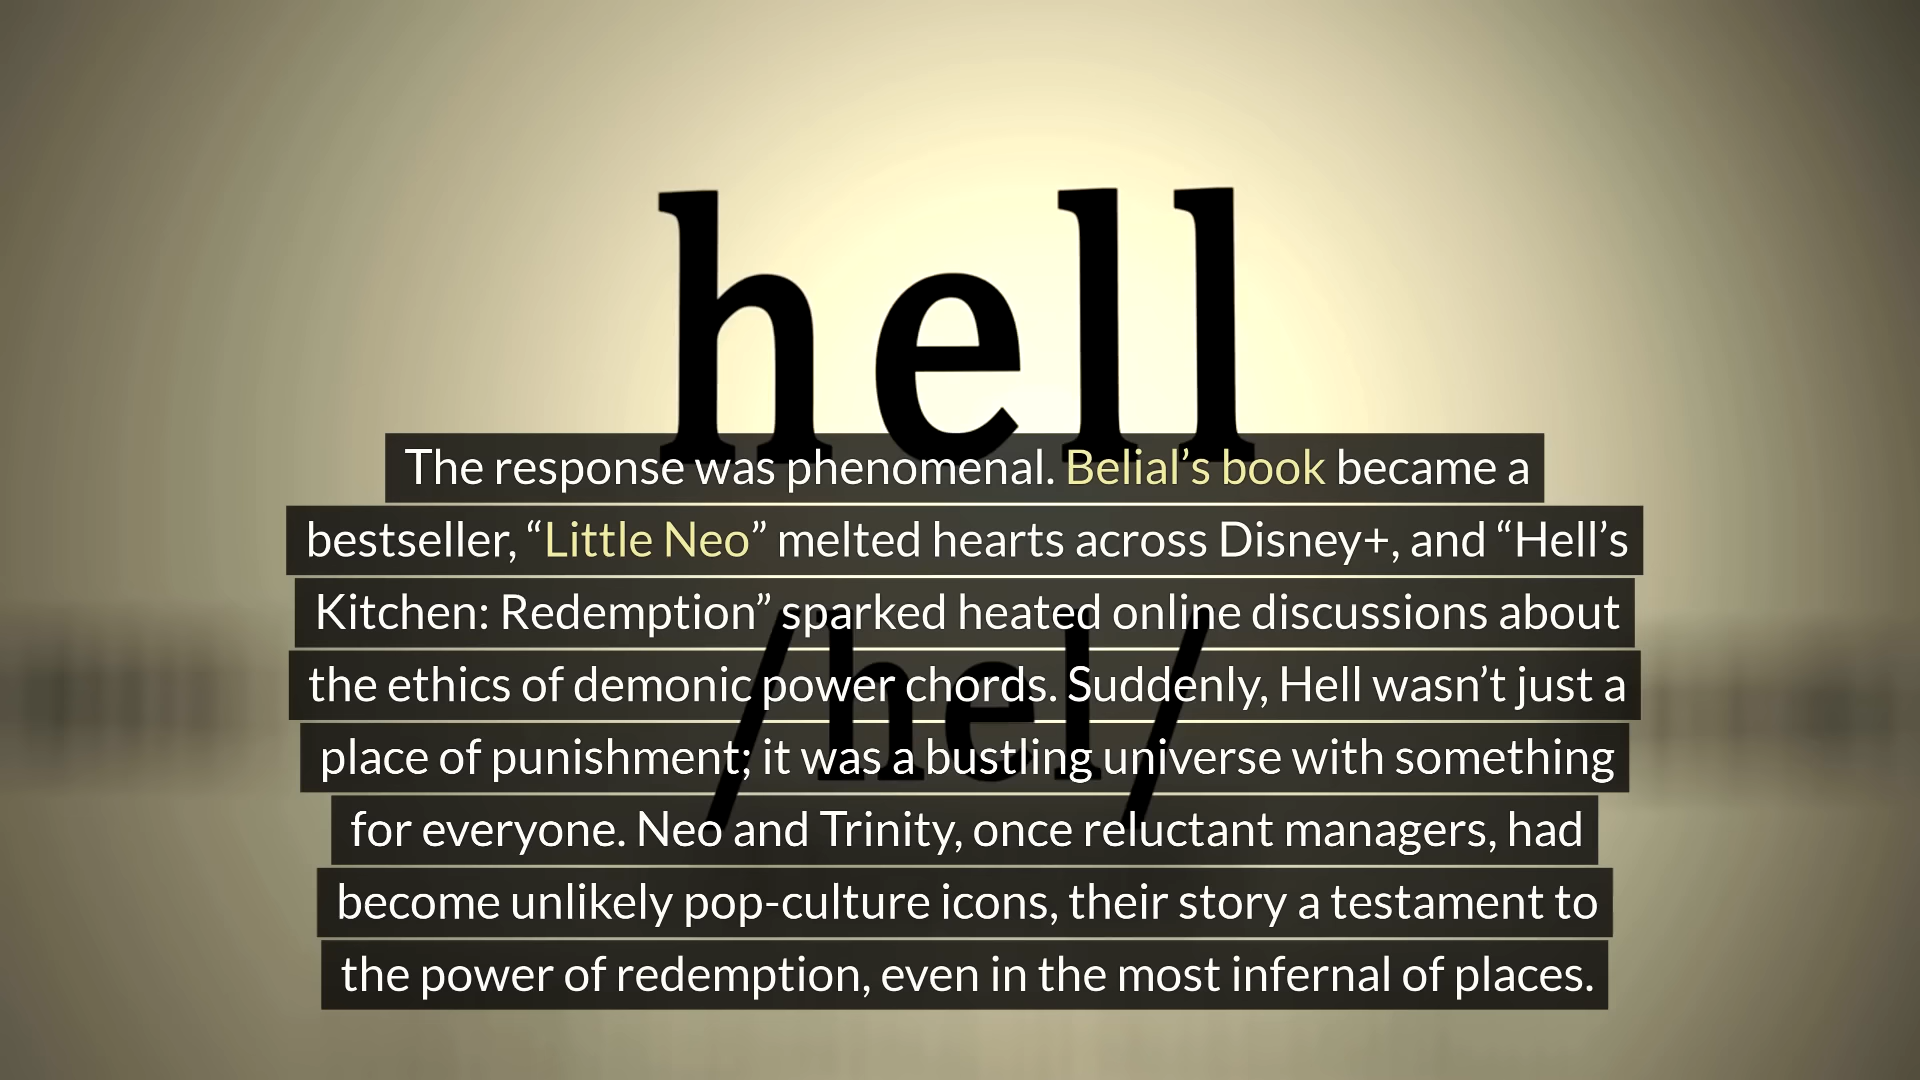 hell
The response was phenomenal. Belial’s book became a
bestseller, “Little Neo” melted hearts across Disney+, and “Hell’s
Kitchen: Redemption” sparked heated online discussions about
the ethics of demonic power chords. Suddenly, Hell wasn’t just a
place of punishment; it was a bustling universe with something
for everyone. Neo and Trinity, once reluctant managers, had
become unlikely pop-culture icons, their story a testament to
the power of redemption, even in the most infernal of places.
/hel/